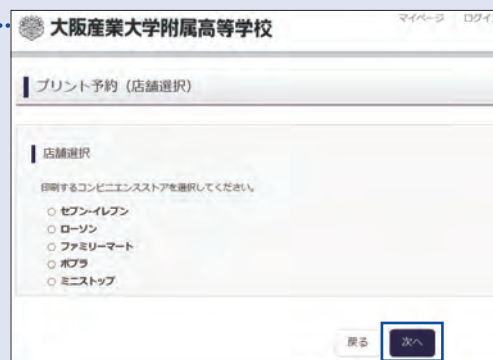 大阪産業大学附属高等学校
マイページ ログイ
プリント予約（店舗選択）
店舗選択
印刷するコンビニエンスストアを選択してください。
セブン-イレブン
ローソン
ファミリーマート
ポプラ
ミニストップ
戻る 次へ